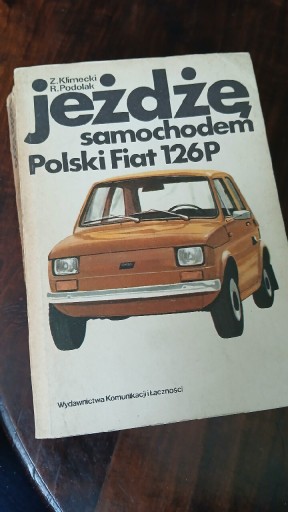 Z. Klimecki
R. Podolak
jeżdżę
samochodem
Polski Fiat 126P
Wydawnictwa Komunikacji i Łączności